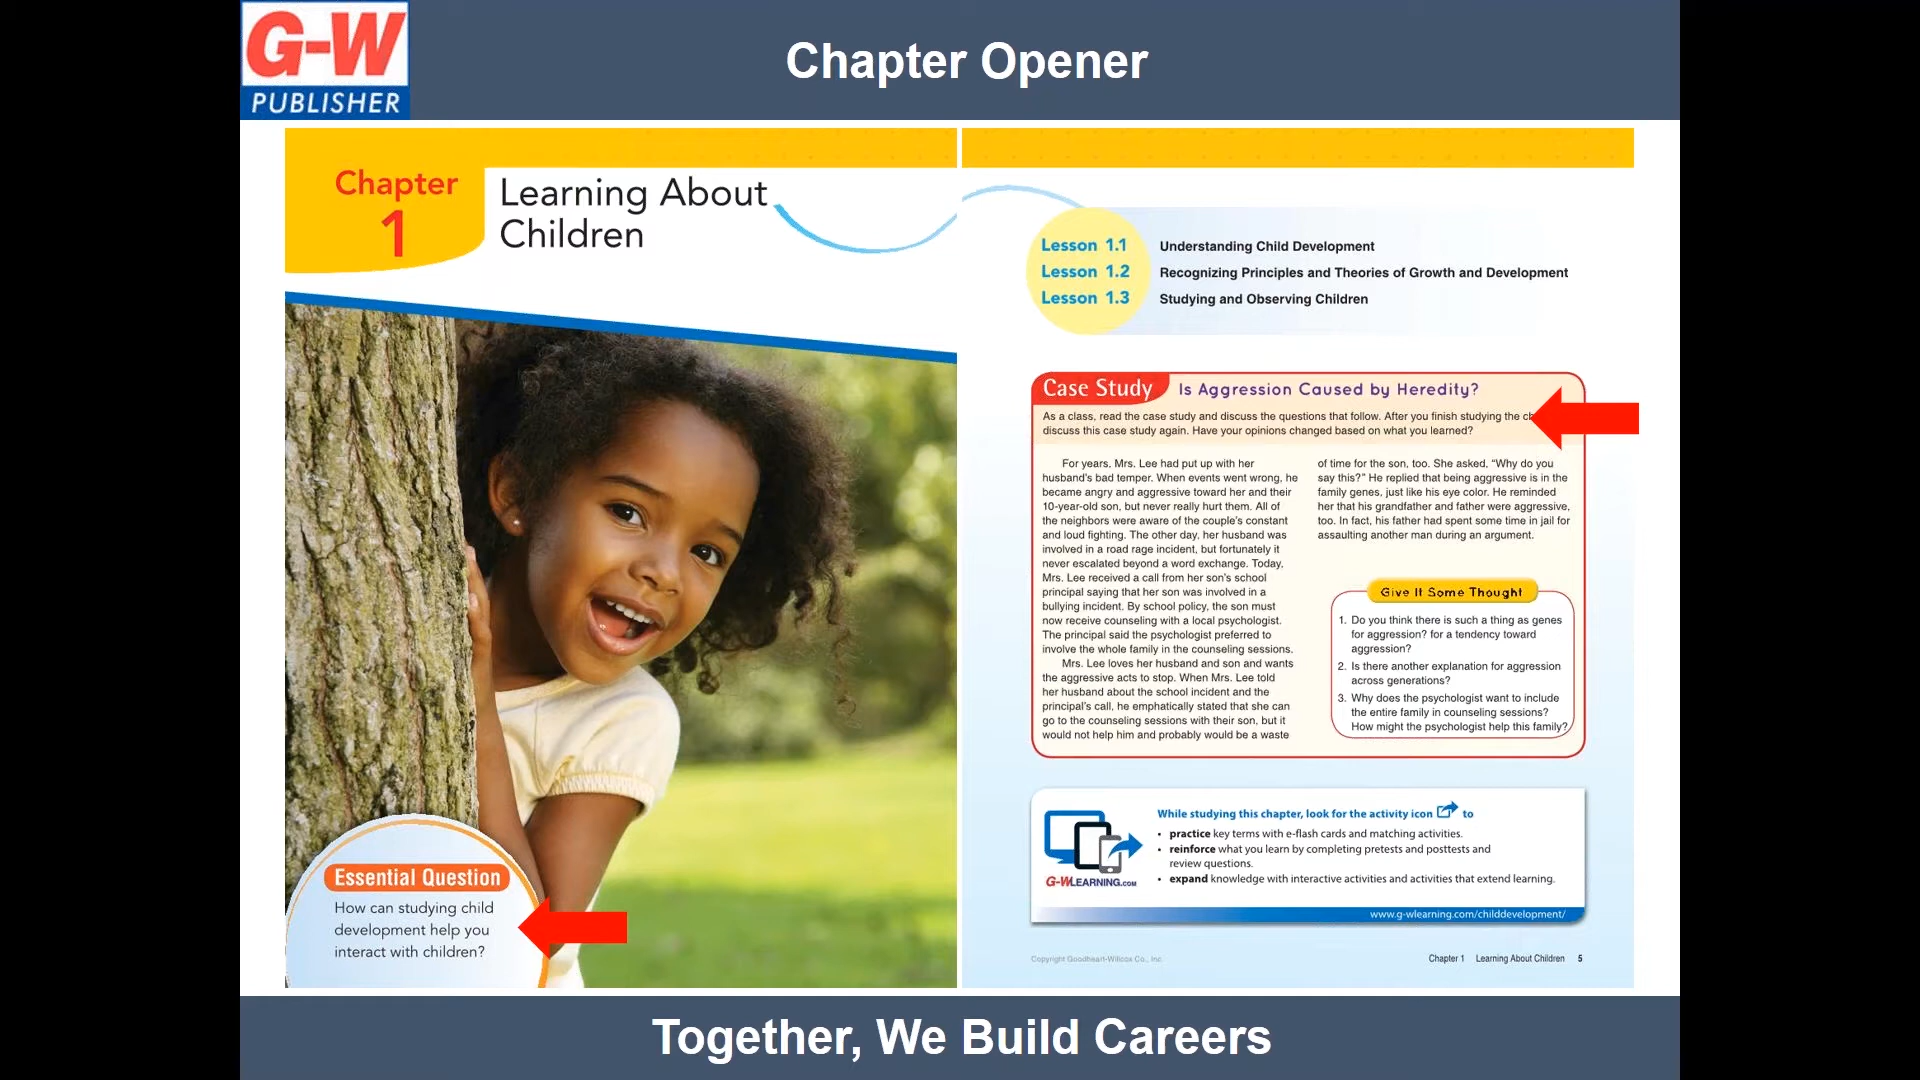 G-W
PUBLISHER
Chapter Opener
Chapter
1
Learning About
Children
Essential Question
How can studying child
development help you
interact with children?
Lesson 1.1 Understanding Child Development
Lesson 1.2 Recognizing Principles and Theories of Growth and Development
Lesson 1.3 Studying and Observing Children
Case Study Is Aggression Caused by Heredity?
As a class, read the case study and discuss the questions that follow. After you finish studying the
discuss this case study again. Have your opinions changed based on what you learned?
For years, Mrs. Lee had put up with her
husband's bad temper. When events went wrong, he
became angry and aggressive toward her and their
10-year-old son, but never really hurt them. All of
the neighbors were aware of the couple's constant
and loud fighting. The other day, her husband was
involved in a road rage incident, but fortunately it
never escalated beyond a word exchange. Today,
Mrs. Lee received a call from her son's school
principal saying that her son was involved in a
bullying incident. By school policy, the son must
now receive counseling with a local psychologist.
The principal said the psychologist preferred to
involve the whole family in the counseling sessions.
Mrs. Lee loves her husband and son and wants
the aggressive acts to stop. When Mrs. Lee told
her husband about the school incident and the
principal's call, he emphatically stated that she can
go to the counseling sessions with their son, but it
would not help him and probably would be a waste
of time for the son, too. She asked, "Why do you
say this?" He replied that being aggressive is in the
family genes, just like his eye color. He reminded
her that his grandfather and father were aggressive,
too. In fact, his father had spent some time in jail for
assaulting another man during an argument.
Give It Some Thought
1. Do you think there is such a thing as genes
for aggression? for a tendency toward
aggression?
2. Is there another explanation for aggression
across generations?
3. Why does the psychologist want to include
the entire family in counseling sessions?
How might the psychologist help this family?
While studying this chapter, look for the activity icon to
• practice key terms with e-flash cards and matching activities.
• reinforce what you learn by completing pretests and posttests and
review questions.
• expand knowledge with interactive activities and activities that extend learning.
G-WLEARNING.COM
www.g-wlearning.com/childdevelopment/
Copyright Goodheart-Willcox Co., Inc.
Chapter 1 Learning About Children 5
Together, We Build Careers